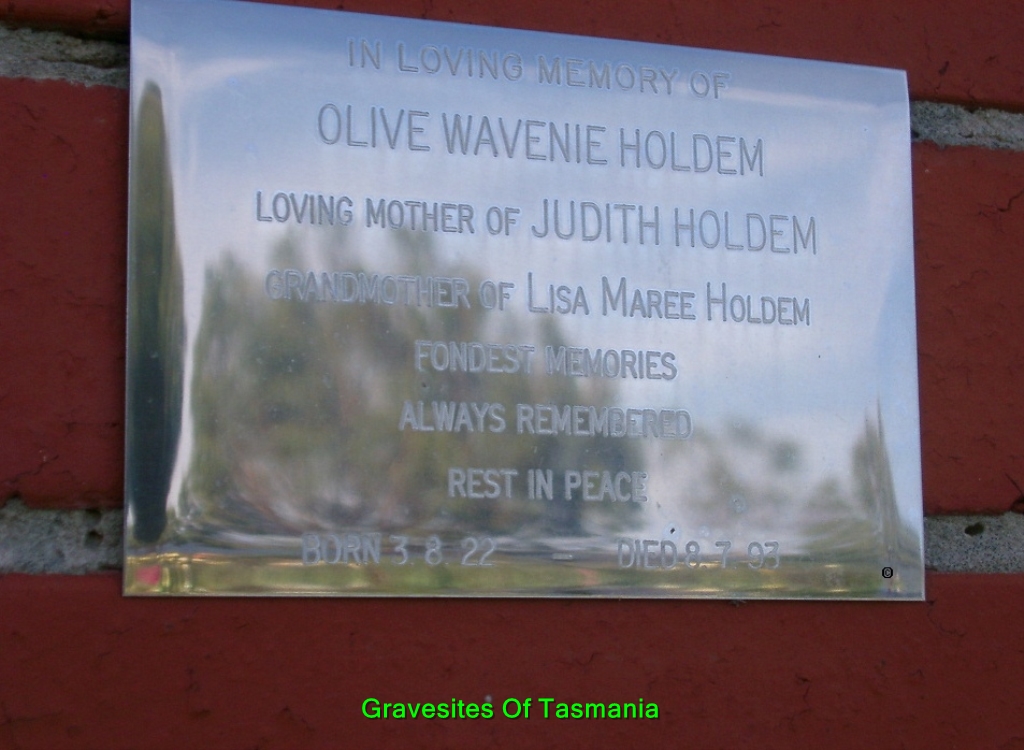 IN LOVING MEMORY OF
OLIVE WAVENIE HOLDEM
LOVING MOTHER OF JUDITH HOLDEM
GRANDMOTHER OF LISA MAREE HOLDEM
FONDEST MEMORIES
ALWAYS REMEMBERED
REST IN PEACE
BORN 3. 8. 22 — DIED 8. 7. 93
©
Gravesites Of Tasmania